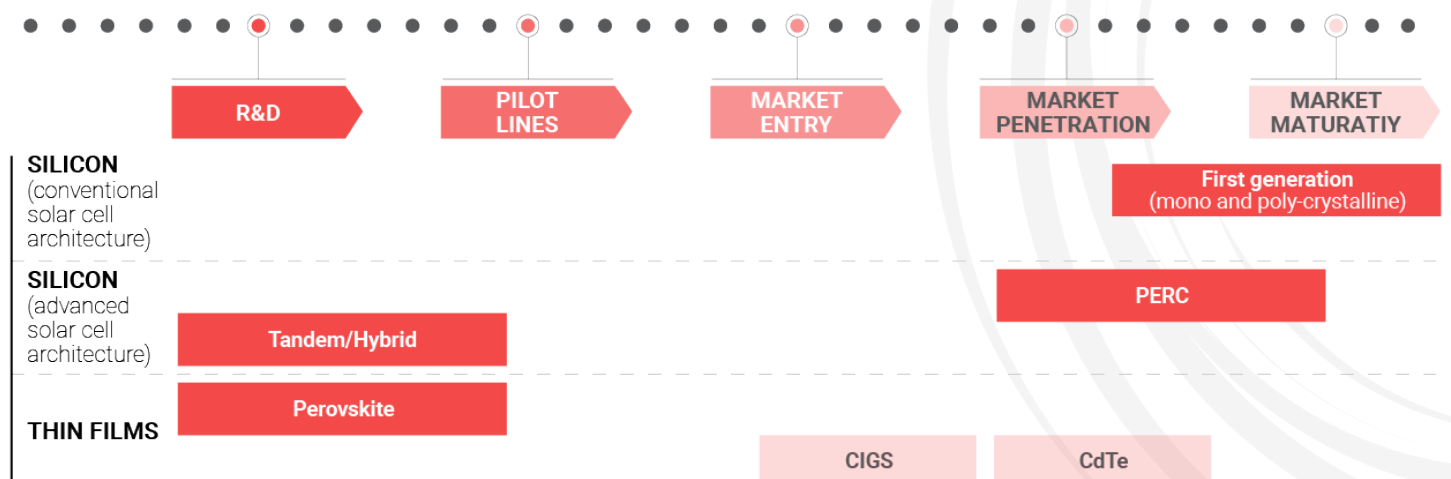 R&D
PILOT
LINES
MARKET
ENTRY
MARKET
PENETRATION
MARKET
MATURATIY
SILICON
(conventional
solar cell
architecture)
First generation
(mono and poly-crystalline)
SILICON
(advanced
solar cell
architecture)
PERC
Tandem/Hybrid
THIN FILMS
Perovskite
CIGS
CdTe